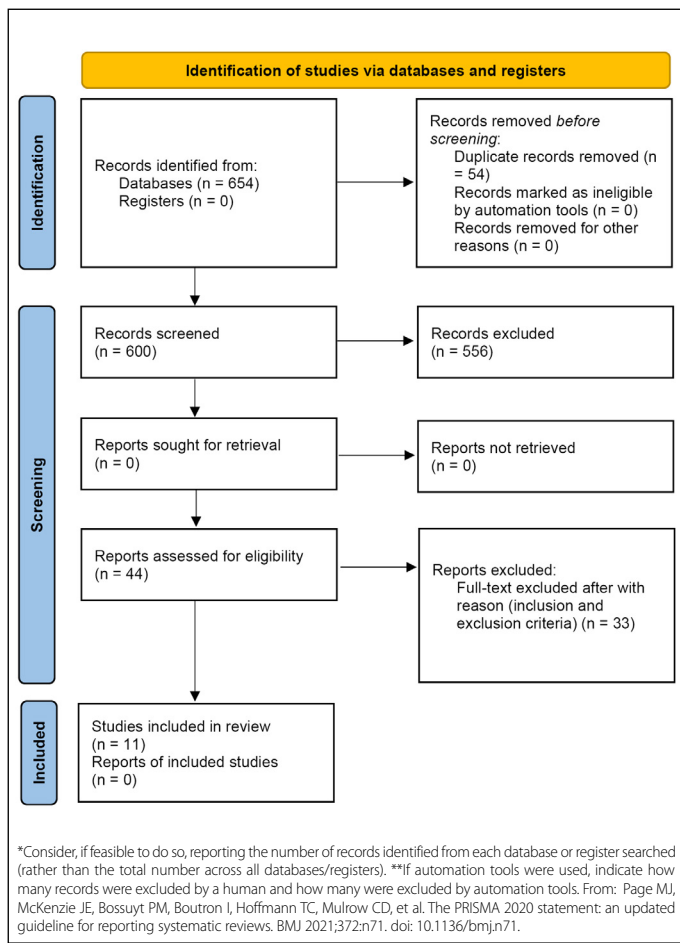 Identification of studies via databases and registers
Identification
Records identified from:
Databases (n = 654)
Registers (n = 0)
Records removed before
screening:
Duplicate records removed (n
= 54)
Records marked as ineligible
by automation tools (n = 0)
Records removed for other
reasons (n = 0)
Screening
Records screened
(n = 600)
Records excluded
(n = 556)
Reports sought for retrieval
(n = 0)
Reports not retrieved
(n = 0)
Reports assessed for eligibility
(n = 44)
Reports excluded:
Full-text excluded after with
reason (inclusion and
exclusion criteria) (n = 33)
Included
Studies included in review
(n = 11)
Reports of included studies
(n = 0)
*Consider, if feasible to do so, reporting the number of records identified from each database or register searched
(rather than the total number across all databases/registers). **If automation tools were used, indicate how
many records were excluded by a human and how many were excluded by automation tools. From: Page MJ,
McKenzie JE, Bossuyt PM, Boutron I, Hoffmann TC, Mulrow CD, et al. The PRISMA 2020 statement: an updated
guideline for reporting systematic reviews. BMJ 2021;372:n71. doi: 10.1136/bmj.n71.